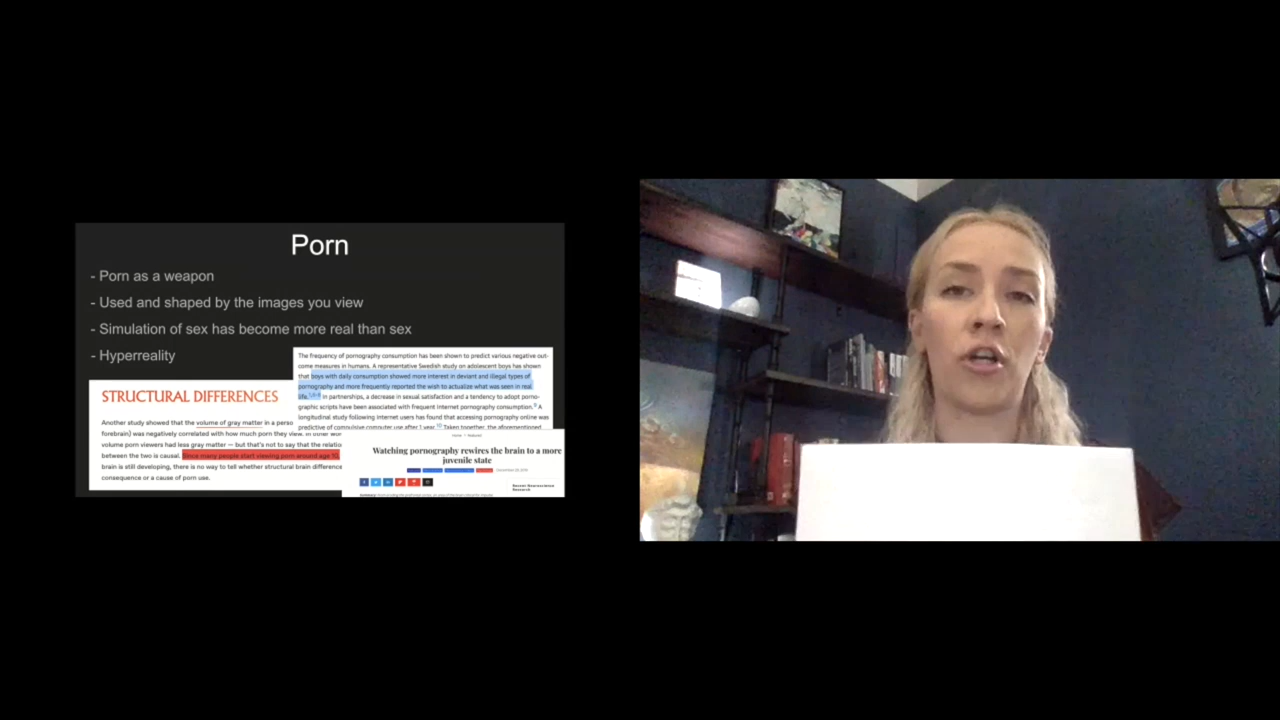 Porn
- Porn as a weapon
- Used and shaped by the images you view
- Simulation of sex has become more real than sex
- Hyperreality
The frequency of pornography consumption has been shown to predict various negative out-
come measures in humans. A representative Swedish study on adolescent boys has shown
that boys with daily consumption showed more interest in deviant and illegal types of
pornography and more frequently reported the wish to actualize what was seen in real
life. In partnerships, a decrease in sexual satisfaction and a tendency to adopt porno-
graphic scripts have been associated with frequent internet pornography consumption. A
longitudinal study following internet users has found that accessing pornography online was
predictive of compulsive computer use after 1 year. Taken together, the aforementioned
STRUCTURAL DIFFERENCES
Another study showed that the volume of gray matter in a perso
forebrain) was negatively correlated with how much porn they view. In other wor
volume porn viewers had less gray matter — but that's not to say that the relatio
between the two is causal. Since many people start viewing porn around age
brain is still developing, there is no way to tell whether structural brain difference
consequence or a cause of porn use.
Home
Watching pornography rewires the brain to a more
juvenile state
Recent Neuroscience
Research